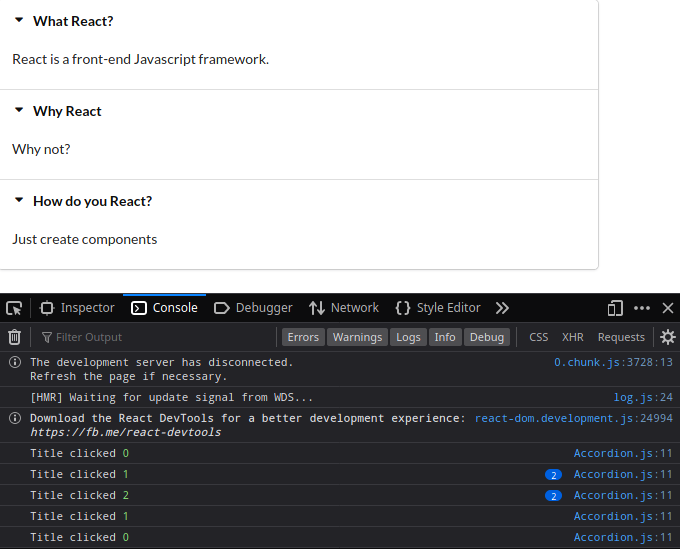 What React?
React is a front-end Javascript framework.
Why React
Why not?
How do you React?
Just create components
Inspector Console Debugger Network Style Editor
Filter Output Errors Warnings Logs Info Debug CSS XHR Requests
The development server has disconnected. 0.chunk.js:3728:13
Refresh the page if necessary.
[HMR] Waiting for update signal from WDS... log.js:24
Download the React DevTools for a better development experience: react-dom.development.js:24994
https://fb.me/react-devtools
Title clicked 0 Accordion.js:11
Title clicked 1 2 Accordion.js:11
Title clicked 2 2 Accordion.js:11
Title clicked 1 Accordion.js:11
Title clicked 0 Accordion.js:11